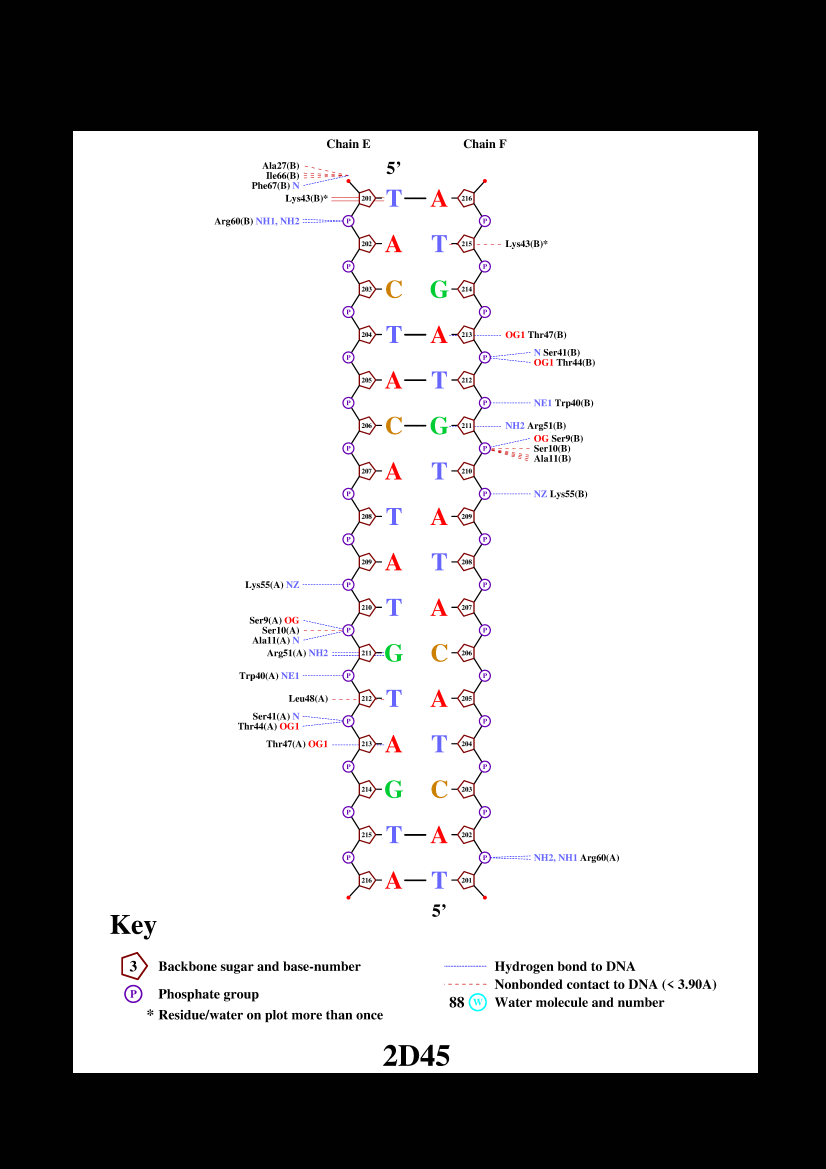 Chain E Chain F
5’
Ala27(B)
Ile66(B)
Phe67(B) N
Lys43(B)* 201 T A 216
Arg60(B) NH1, NH2 P P
202 A T 215 Lys43(B)*
P P
203 C G 214
P P
204 T A 213 OG1 Thr47(B)
P P N Ser41(B)
OG1 Thr44(B)
205 A T 212
P P NE1 Trp40(B)
206 C G 211 NH2 Arg51(B)
OG Ser9(B)
P P Ser10(B)
Ala11(B)
207 A T 210
P P NZ Lys55(B)
208 T A 209
P P
209 A T 208
Lys55(A) NZ P P
210 T A 207
Ser9(A) OG
Ser10(A) P P
Ala11(A) N
Arg51(A) NH2 211 G C 206
Trp40(A) NE1 P P
Leu48(A) 212 T A 205
Ser41(A) N P P
Thr44(A) OG1
Thr47(A) OG1 213 A T 204
P P
214 G C 203
P P
215 T A 202
P P NH2, NH1 Arg60(A)
216 A T 201
5’
Key
3 Backbone sugar and base-number
P Phosphate group
* Residue/water on plot more than once
Hydrogen bond to DNA
Nonbonded contact to DNA (< 3.90A)
88 W Water molecule and number
2D45